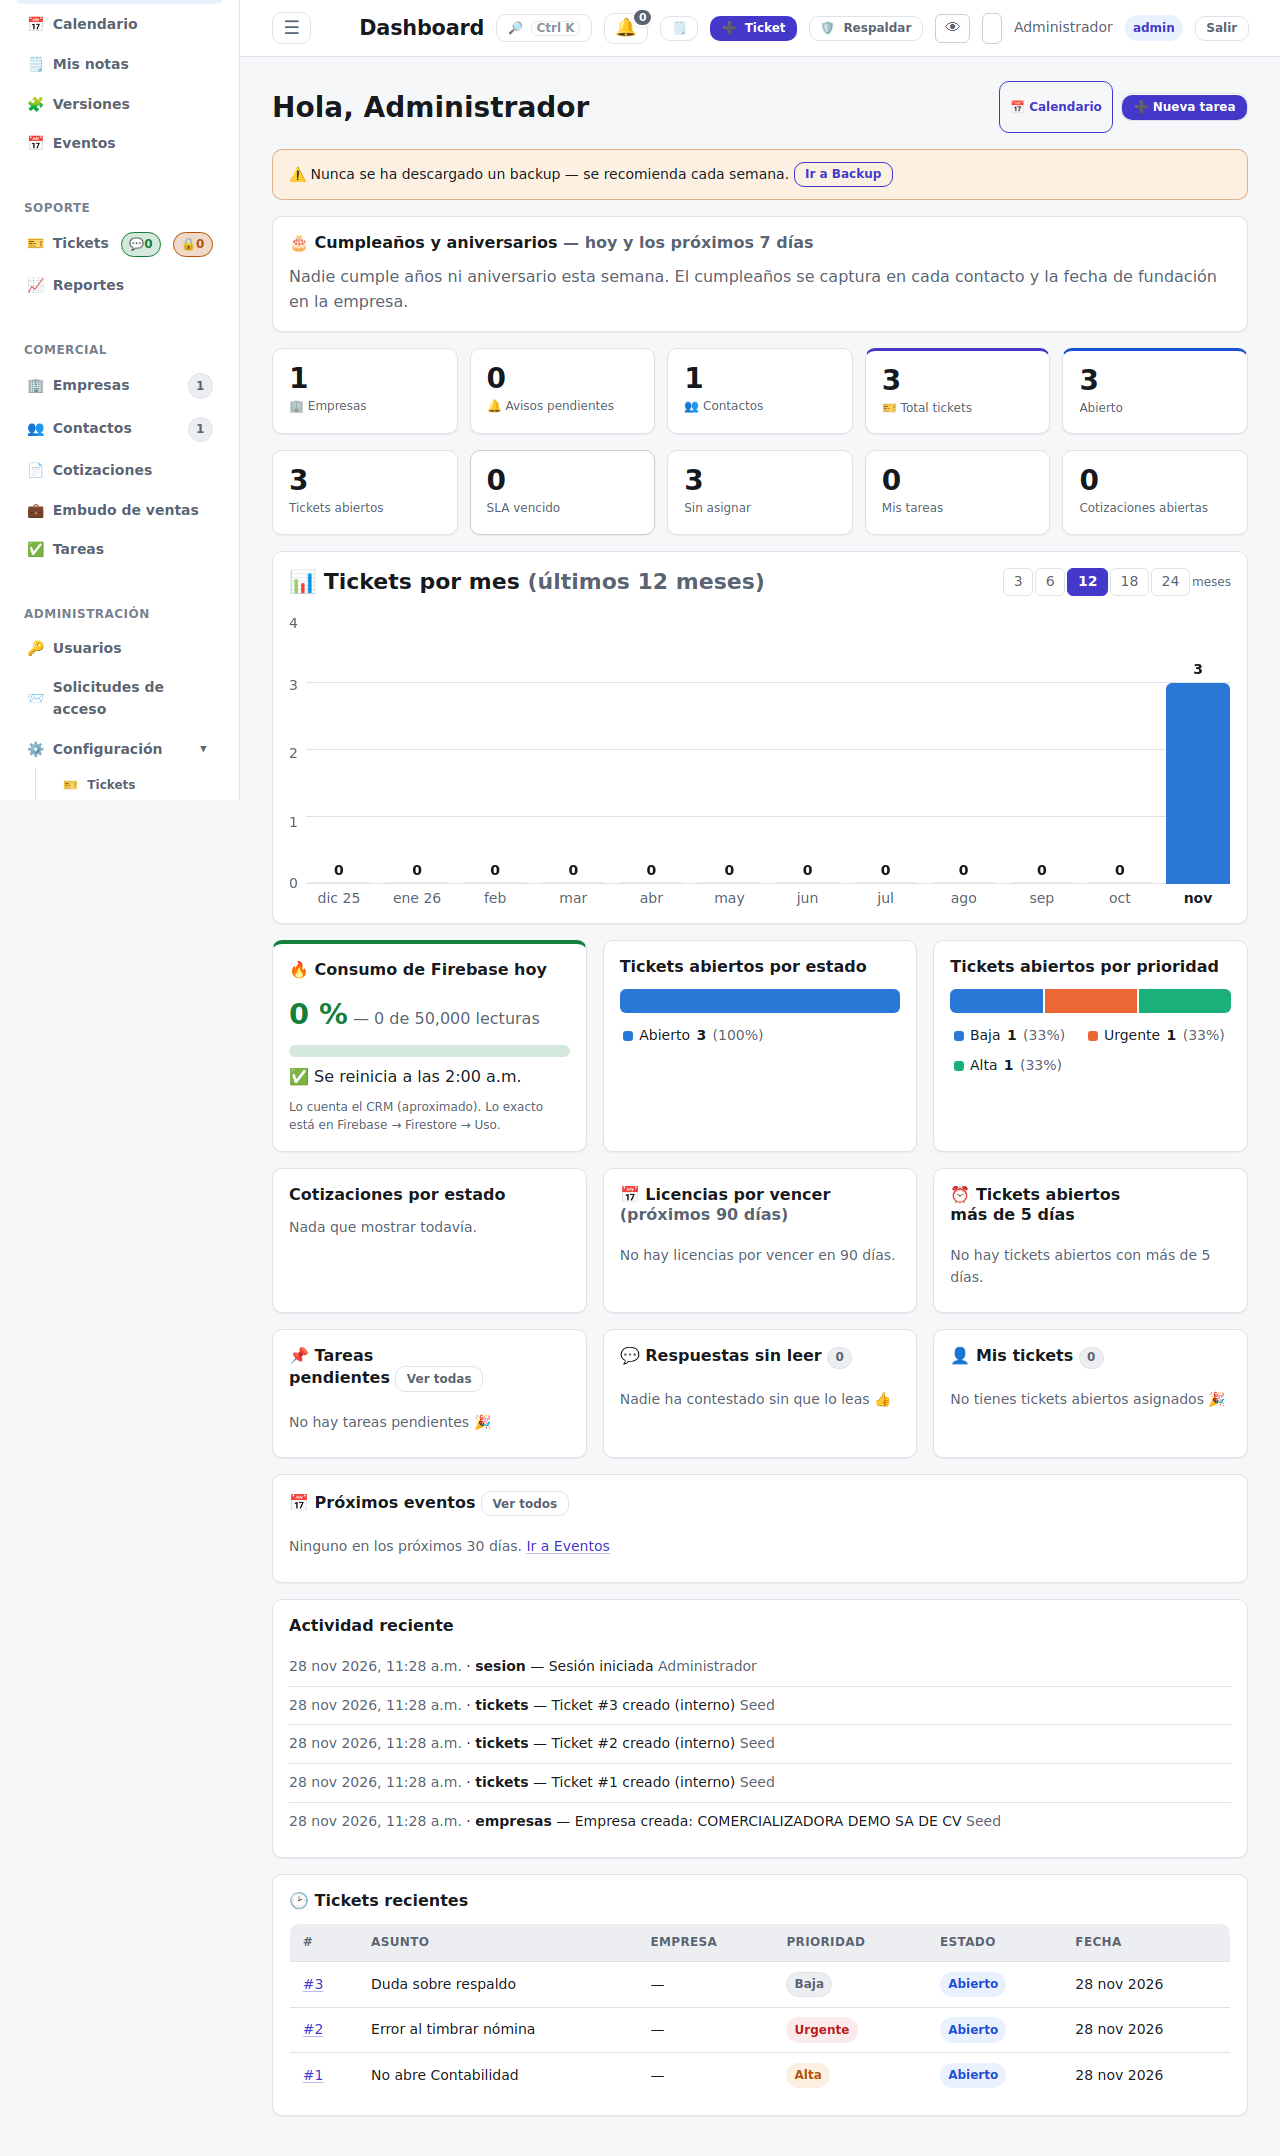 Calendario
Mis notas
Versiones
Eventos
SOPORTE
Tickets 0 0
Reportes
COMERCIAL
Empresas 1
Contactos 1
Cotizaciones
Embudo de ventas
Tareas
ADMINISTRACIÓN
Usuarios
Solicitudes de
acceso
Configuración
Tickets
Dashboard Ctrl K 0 Ticket Respaldar Administrador admin Salir
Hola, Administrador
Calendario Nueva tarea
Nunca se ha descargado un backup — se recomienda cada semana. Ir a Backup
Cumpleaños y aniversarios — hoy y los próximos 7 días
Nadie cumple años ni aniversario esta semana. El cumpleaños se captura en cada contacto y la fecha de fundación
en la empresa.
1
Empresas
0
Avisos pendientes
1
Contactos
3
Total tickets
3
Abierto
3
Tickets abiertos
0
SLA vencido
3
Sin asignar
0
Mis tareas
0
Cotizaciones abiertas
Tickets por mes (últimos 12 meses)
3 6 12 18 24 meses
4
3
2
1
0
0 0 0 0 0 0 0 0 0 0 0 3
dic 25 ene 26 feb mar abr may jun jul ago sep oct nov
Consumo de Firebase hoy
0 % — 0 de 50,000 lecturas
Se reinicia a las 2:00 a.m.
Lo cuenta el CRM (aproximado). Lo exacto
está en Firebase → Firestore → Uso.
Tickets abiertos por estado
Abierto 3 (100%)
Tickets abiertos por prioridad
Baja 1 (33%) Urgente 1 (33%)
Alta 1 (33%)
Cotizaciones por estado
Nada que mostrar todavía.
Licencias por vencer
(próximos 90 días)
No hay licencias por vencer en 90 días.
Tickets abiertos
más de 5 días
No hay tickets abiertos con más de 5
días.
Tareas
pendientes Ver todas
No hay tareas pendientes 🎉
Respuestas sin leer 0
Nadie ha contestado sin que lo leas 👍
Mis tickets 0
No tienes tickets abiertos asignados 🎉
Próximos eventos Ver todos
Ninguno en los próximos 30 días. Ir a Eventos
Actividad reciente
28 nov 2026, 11:28 a.m. · sesion — Sesión iniciada Administrador
28 nov 2026, 11:28 a.m. · tickets — Ticket #3 creado (interno) Seed
28 nov 2026, 11:28 a.m. · tickets — Ticket #2 creado (interno) Seed
28 nov 2026, 11:28 a.m. · tickets — Ticket #1 creado (interno) Seed
28 nov 2026, 11:28 a.m. · empresas — Empresa creada: COMERCIALIZADORA DEMO SA DE CV Seed
Tickets recientes
# ASUNTO EMPRESA PRIORIDAD ESTADO FECHA
#3 Duda sobre respaldo — Baja Abierto 28 nov 2026
#2 Error al timbrar nómina — Urgente Abierto 28 nov 2026
#1 No abre Contabilidad — Alta Abierto 28 nov 2026